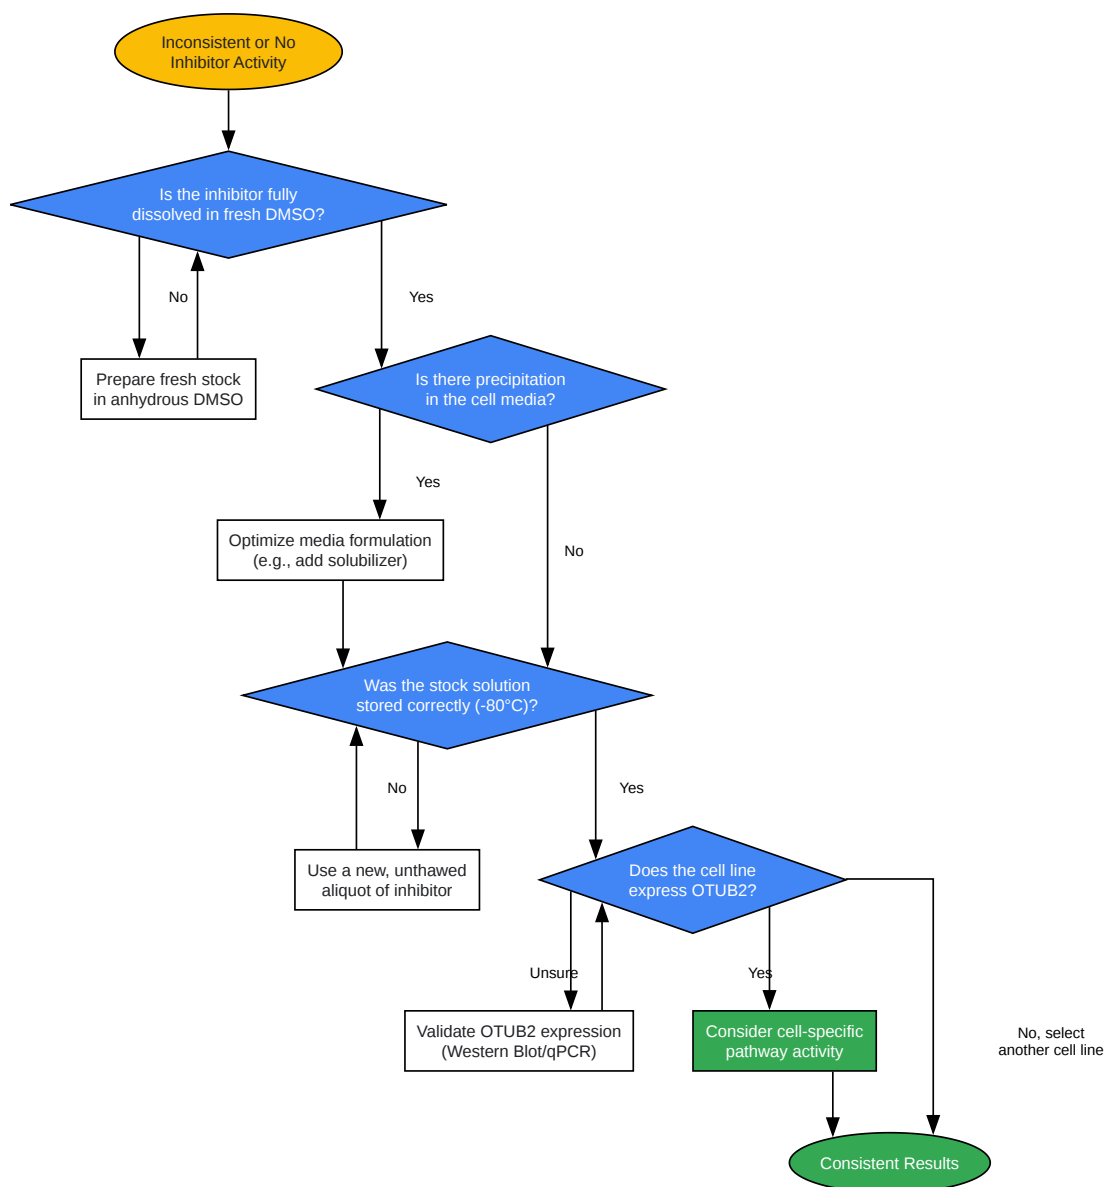 Inconsistent or No
Inhibitor Activity
Is the inhibitor fully
dissolved in fresh DMSO?
No
Yes
Prepare fresh stock
in anhydrous DMSO
Is there precipitation
in the cell media?
Yes
Optimize media formulation
(e.g., add solubilizer)
No
Was the stock solution
stored correctly (-80°C)?
No
Yes
Use a new, unthawed
aliquot of inhibitor
Does the cell line
express OTUB2?
Unsure
Yes
Validate OTUB2 expression
(Western Blot/qPCR)
Consider cell-specific
pathway activity
No, select
another cell line
Consistent Results